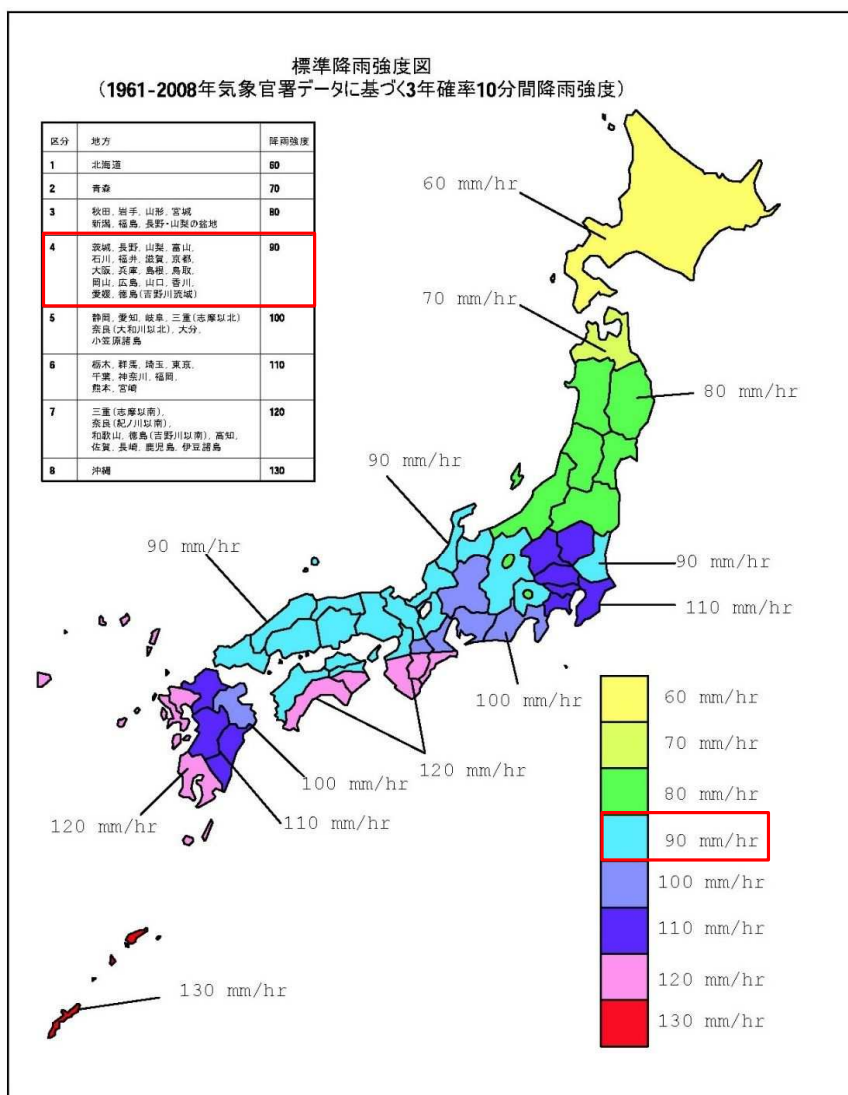 標準降雨強度図
(1961-2008年気象官署データに基づく3年確率10分間降雨強度)
区分 地方 降雨強度
1 北海道 60
2 青森 70
3 秋田, 岩手, 山形, 宮城 80
新潟, 福島, 長野・山梨の盆地
4 茨城, 長野, 山梨, 富山, 90
石川, 福井, 滋賀, 京都,
大阪, 兵庫, 島根, 鳥取,
岡山, 広島, 山口, 香川,
愛媛, 徳島(吉野川流域)
5 静岡, 愛知, 岐阜, 三重(志摩以北) 100
奈良(大和川以北), 大分,
小笠原諸島
6 栃木, 群馬, 埼玉, 東京, 110
千葉, 神奈川, 福岡,
熊本, 宮崎
7 三重(志摩以南), 120
奈良(紀ノ川以南),
和歌山, 徳島(吉野川以南), 高知,
佐賀, 長崎, 鹿児島, 伊豆諸島
8 沖縄 130
60 mm/hr
70 mm/hr
80 mm/hr
90 mm/hr
90 mm/hr
90 mm/hr
110 mm/hr
100 mm/hr
120 mm/hr
100 mm/hr
110 mm/hr
120 mm/hr
130 mm/hr
60 mm/hr
70 mm/hr
80 mm/hr
90 mm/hr
100 mm/hr
110 mm/hr
120 mm/hr
130 mm/hr